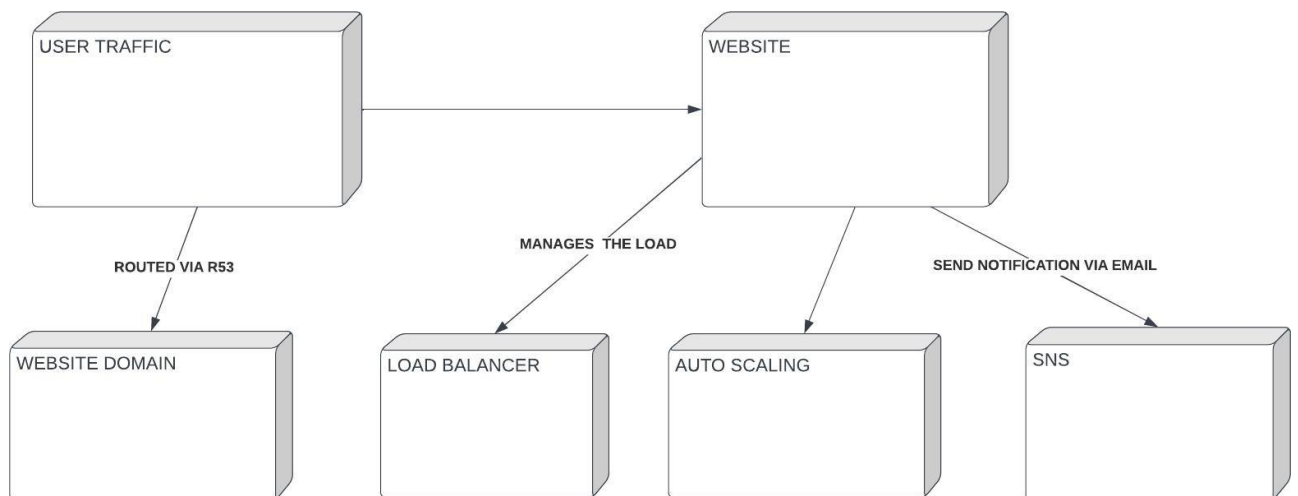 USER TRAFFIC
WEBSITE
MANAGES THE LOAD
ROUTED VIA R53
SEND NOTIFICATION VIA EMAIL
WEBSITE DOMAIN
LOAD BALANCER
AUTO SCALING
SNS